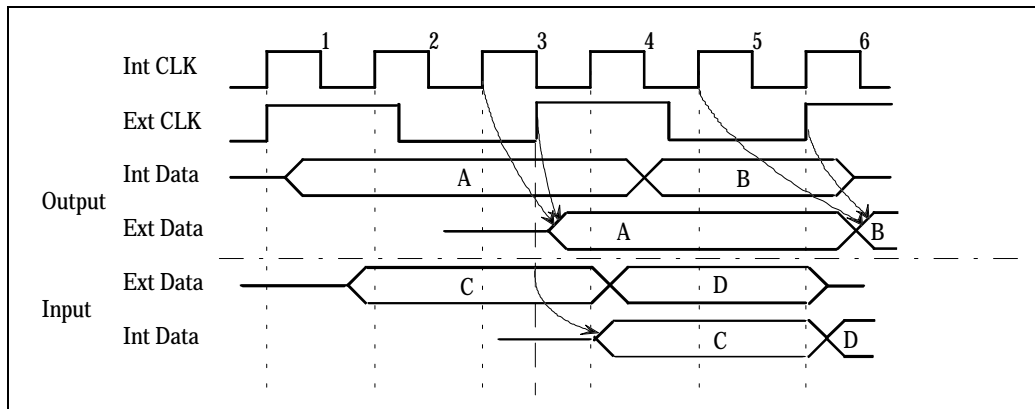 1 2 3 4 5 6
Int CLK
Ext CLK
Int Data A B
Output
Ext Data A B
Ext Data C D
Input
Int Data C D